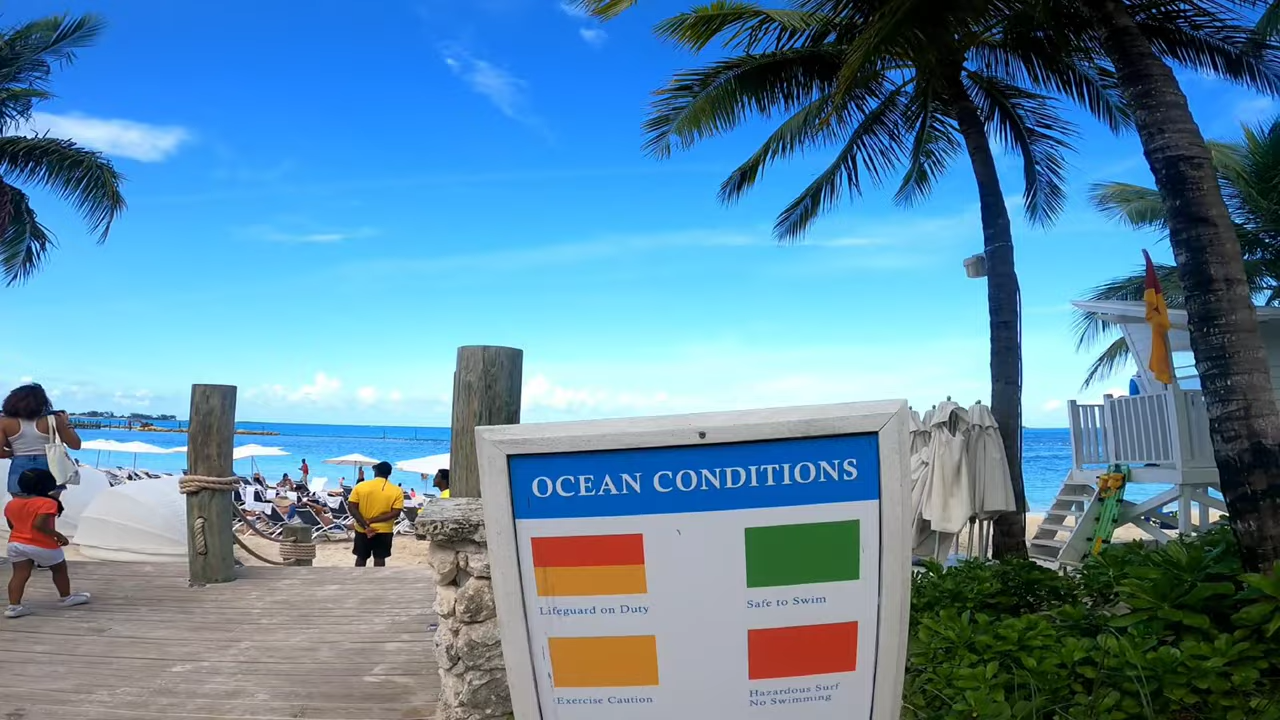 OCEAN CONDITIONS
Lifeguard on Duty
Safe to Swim
Exercise Caution
Hazardous Surf
No Swimming